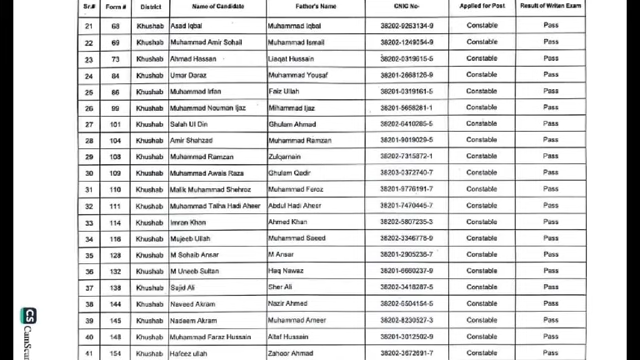 Sr.# Form # District Name of Candidate Father's Name CNIC No- Applied for Post Result of Writen Exam
21 68 Khushab Asad Iqbal Muhammad Iqbal 38202-9263134-9 Constable Pass
22 69 Khushab Muhammad Amir Sohail Muhammad Ismail 38202-1249054-9 Constable Pass
23 73 Khushab Ahmad Hassan Liaqat Hussain 38202-0319615-5 Constable Pass
24 84 Khushab Umar Daraz Muhammad Yousaf 38201-2668126-9 Constable Pass
25 86 Khushab Muhammad Irfan Faiz Ullah 38201-0319161-5 Constable Pass
26 99 Khushab Muhammad Nouman Ijaz Mihammad Ijaz 38201-5668281-1 Constable Pass
27 101 Khushab Salah Ul Din Ghulam Ahmad 38202-6410285-5 Constable Pass
28 104 Khushab Amir Shahzad Muhammad Ramzan 38201-9019029-5 Constable Pass
29 108 Khushab Muhammad Ramzan Zulqarnain 38202-7315872-1 Constable Pass
30 109 Khushab Muhammad Awais Raza Ghulam Qadir 38203-0372740-7 Constable Pass
31 110 Khushab Malik Muhammad Shehroz Muhammad Feroz 38201-9776191-7 Constable Pass
32 111 Khushab Muhammad Talha Hadi Aheer Abdul Hadi Aheer 38201-7470445-7 Constable Pass
33 114 Khushab Imran Khan Ahmed Khan 38202-5807235-3 Constable Pass
34 116 Khushab Mujeeb Ullah Muhammad Saeed 38202-3346778-9 Constable Pass
35 128 Khushab M Sohaib Ansar M Ansar 38201-2905236-7 Constable Pass
36 132 Khushab M Uneeb Sultan Haq Nawaz 38201-6660237-9 Constable Pass
37 138 Khushab Sajid Ali Sher Ali 38202-3418287-5 Constable Pass
38 144 Khushab Naveed Akram Nazir Ahmed 38202-6504154-5 Constable Pass
39 145 Khushab Nadeem Akram Muhammad Ameer 38202-8230527-3 Constable Pass
40 148 Khushab Muhammad Faraz Hussain Altaf Hussain 38201-3012502-9 Constable Pass
41 154 Khushab Hafeez ullah Zahoor Ahmad 38202-3672691-7 Constable Pass
CS CamScan